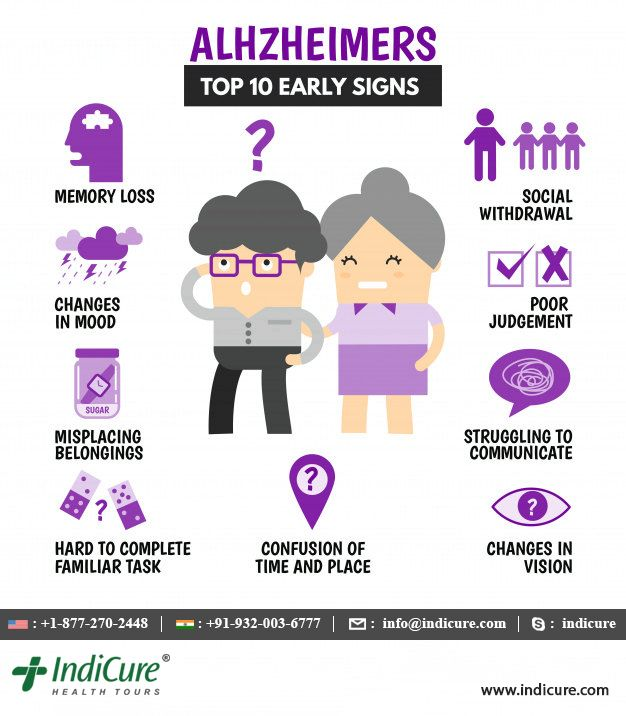 ALHZHEIMERS
TOP 10 EARLY SIGNS
?
MEMORY LOSS
SOCIAL
WITHDRAWAL
CHANGES
IN MOOD
POOR
JUDGEMENT
SUGAR
MISPLACING
BELONGINGS
STRUGGLING TO
COMMUNICATE
?
HARD TO COMPLETE
FAMILIAR TASK
?
CONFUSION OF
TIME AND PLACE
?
CHANGES IN
VISION
: +1-877-270-2448 | : +91-932-003-6777 | : info@indicure.com | : indicure
IndiCure®
HEALTH TOURS
www.indicure.com